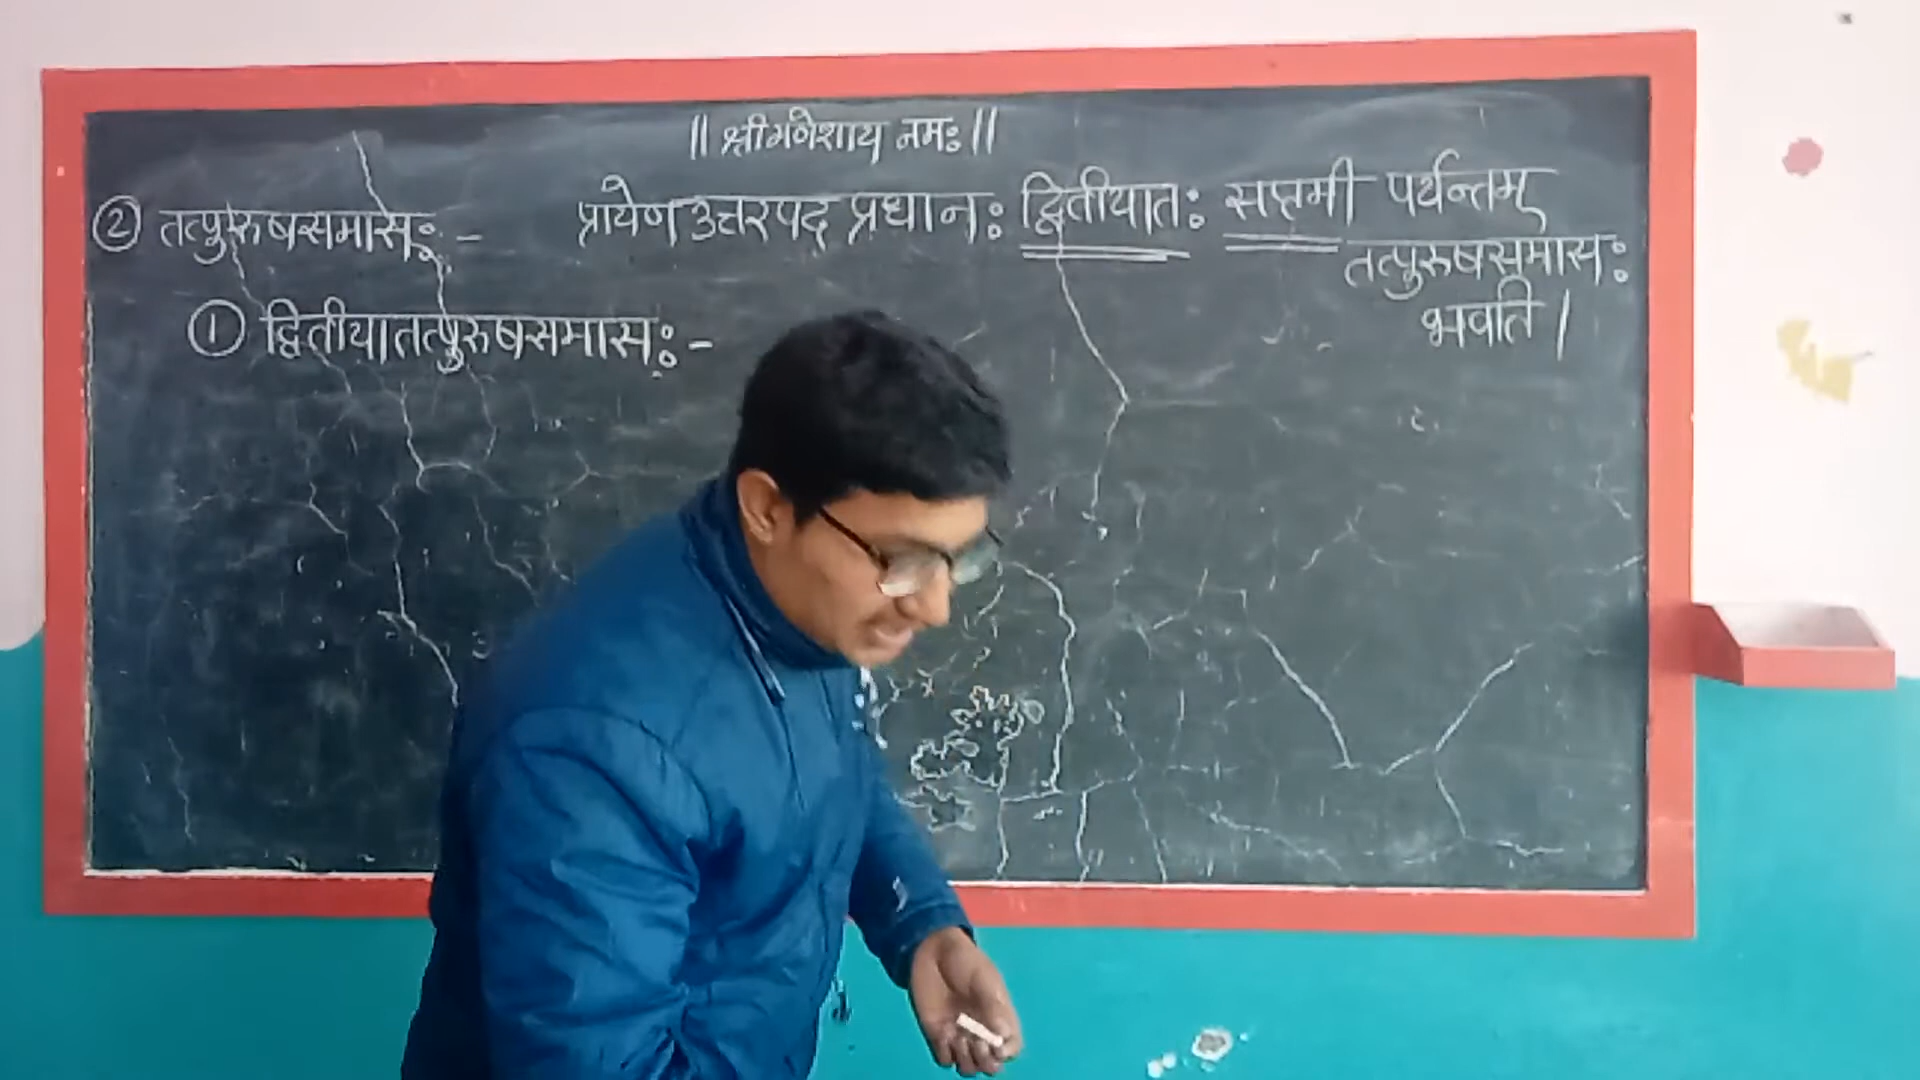 ॥ श्रीगणेशाय नमः ॥
② तत्पुरुषसमासः - प्रायेण उत्तरपद प्रधानः द्वितीयातः सप्तमी पर्यन्तम्
तत्पुरुषसमासः
भवति ।
① द्वितीयातत्पुरुषसमासः -